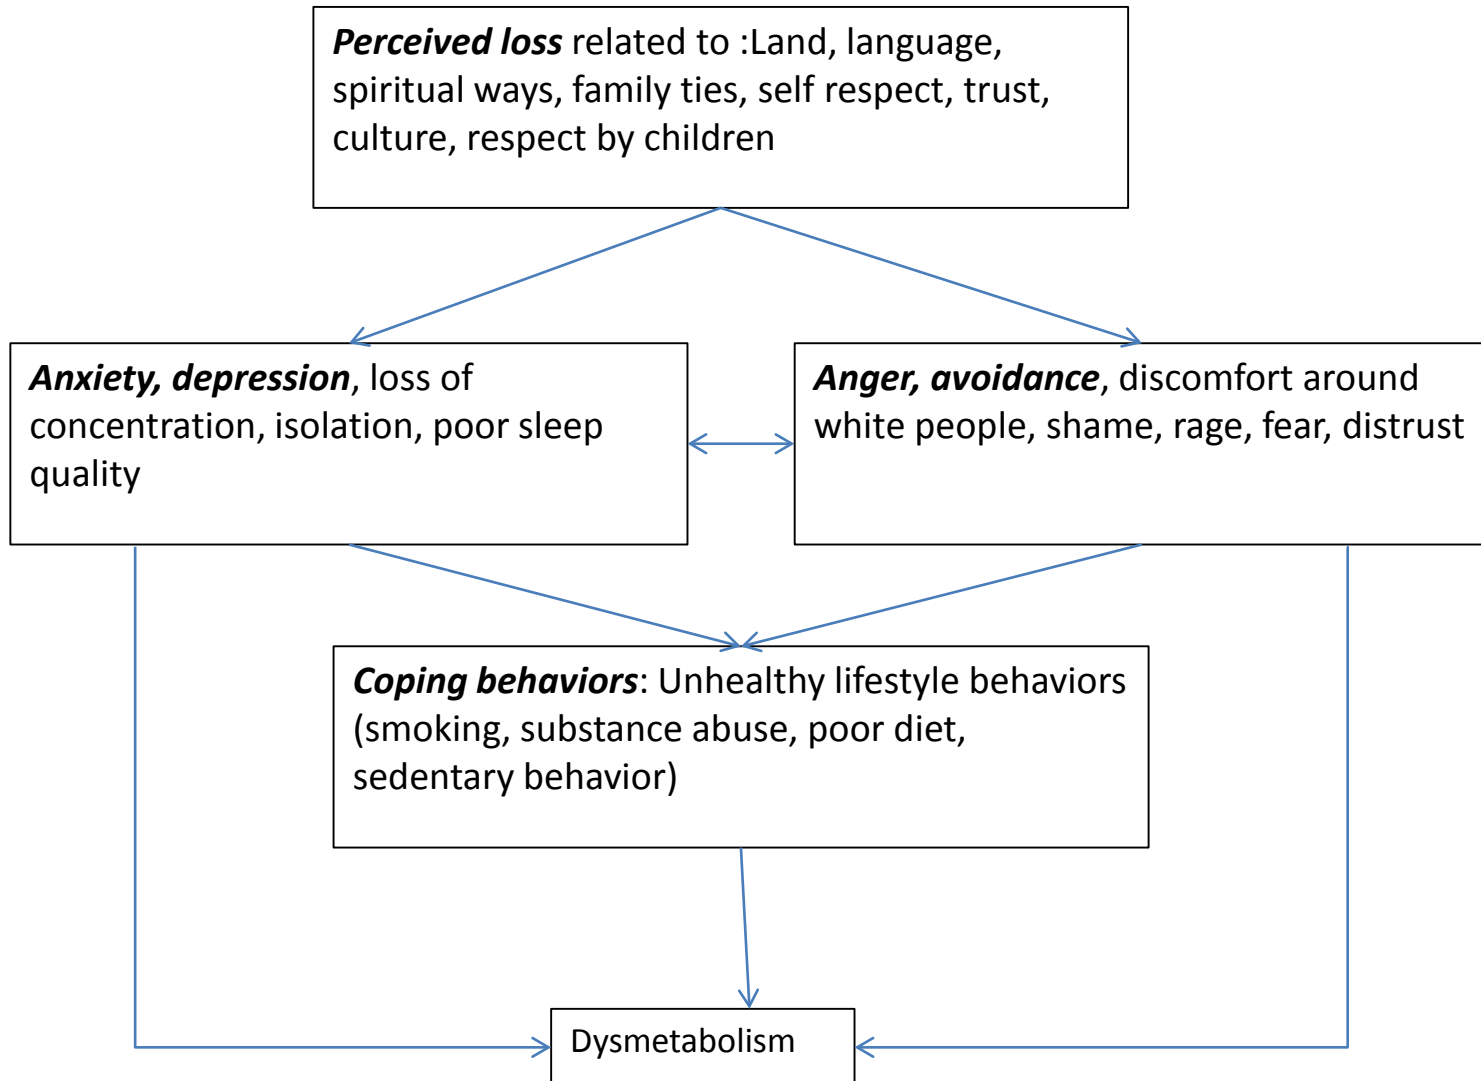 Perceived loss related to :Land, language,
spiritual ways, family ties, self respect, trust,
culture, respect by children
Anxiety, depression, loss of
concentration, isolation, poor sleep
quality
Anger, avoidance, discomfort around
white people, shame, rage, fear, distrust
Coping behaviors: Unhealthy lifestyle behaviors
(smoking, substance abuse, poor diet,
sedentary behavior)
Dysmetabolism